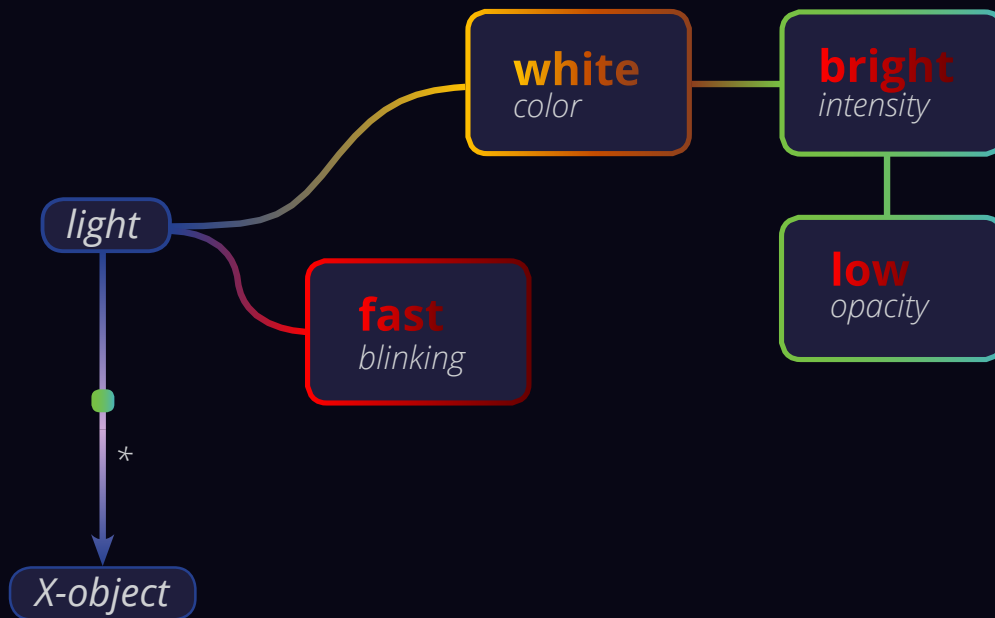 white
color
bright
intensity
light
low
opacity
fast
blinking
*
X-object